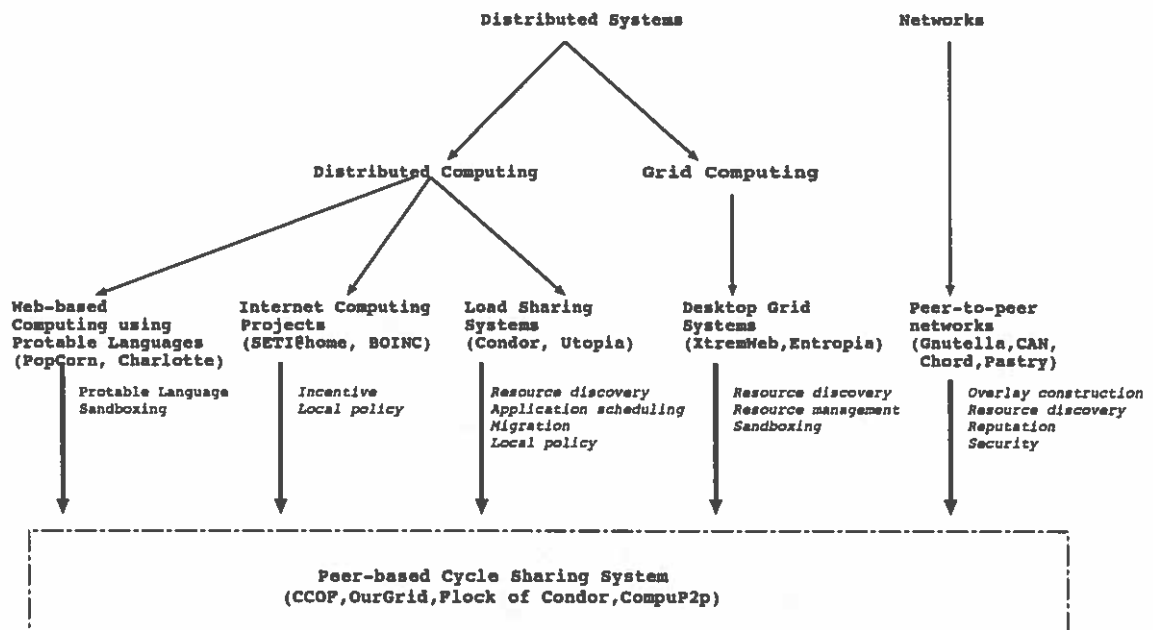 Distributed Systems
Networks
Distributed Computing
Grid Computing
Web-based
Computing using
Protable Languages
(PopCorn, Charlotte)
Internet Computing
Projects
(SETI@home, BOINC)
Load Sharing
Systems
(Condor, Utopia)
Desktop Grid
Systems
(XtremWeb,Entropia)
Peer-to-peer
networks
(Gnutella,CAN,
Chord,Pastry)
Protable Language
Sandboxing
Incentive
Local policy
Resource discovery
Application scheduling
Migration
Local policy
Resource discovery
Resource management
Sandboxing
Overlay construction
Resource discovery
Reputation
Security
Peer-based Cycle Sharing System
(CCOF,OurGrid,Flock of Condor,CompuP2p)